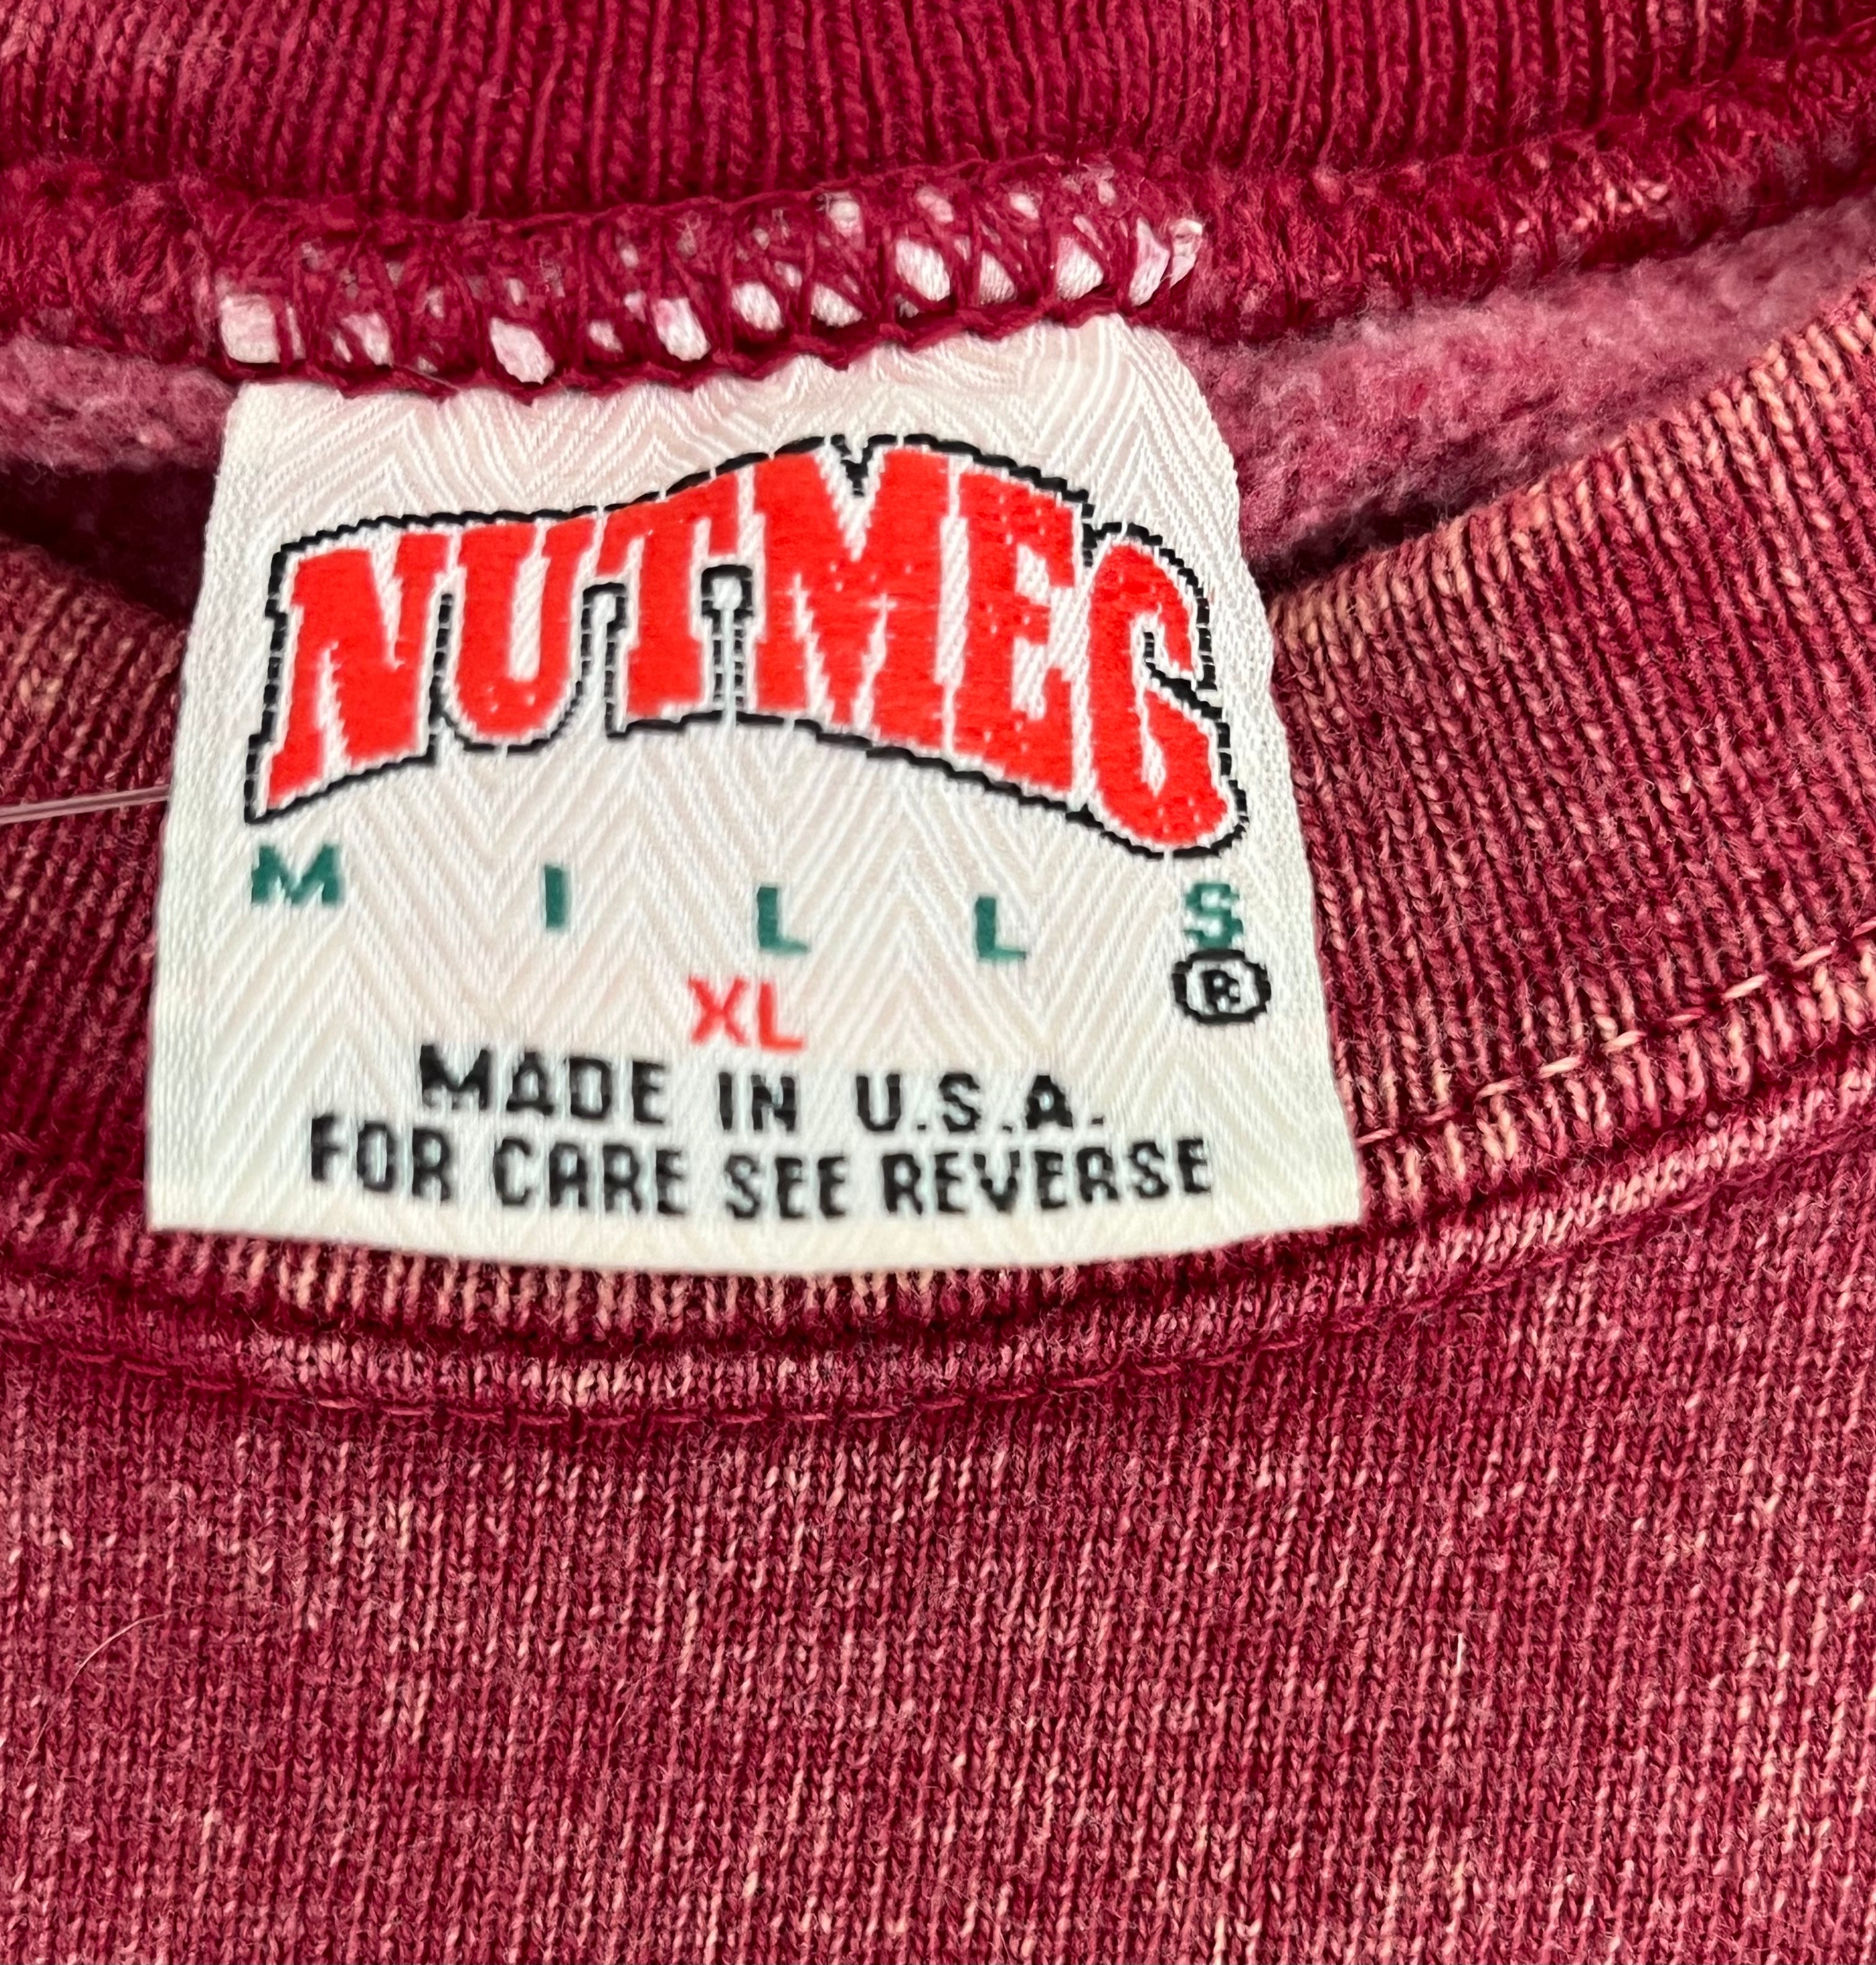 NUTMEG
MILLS
®
XL
MADE IN U.S.A.
FOR CARE SEE REVERSE